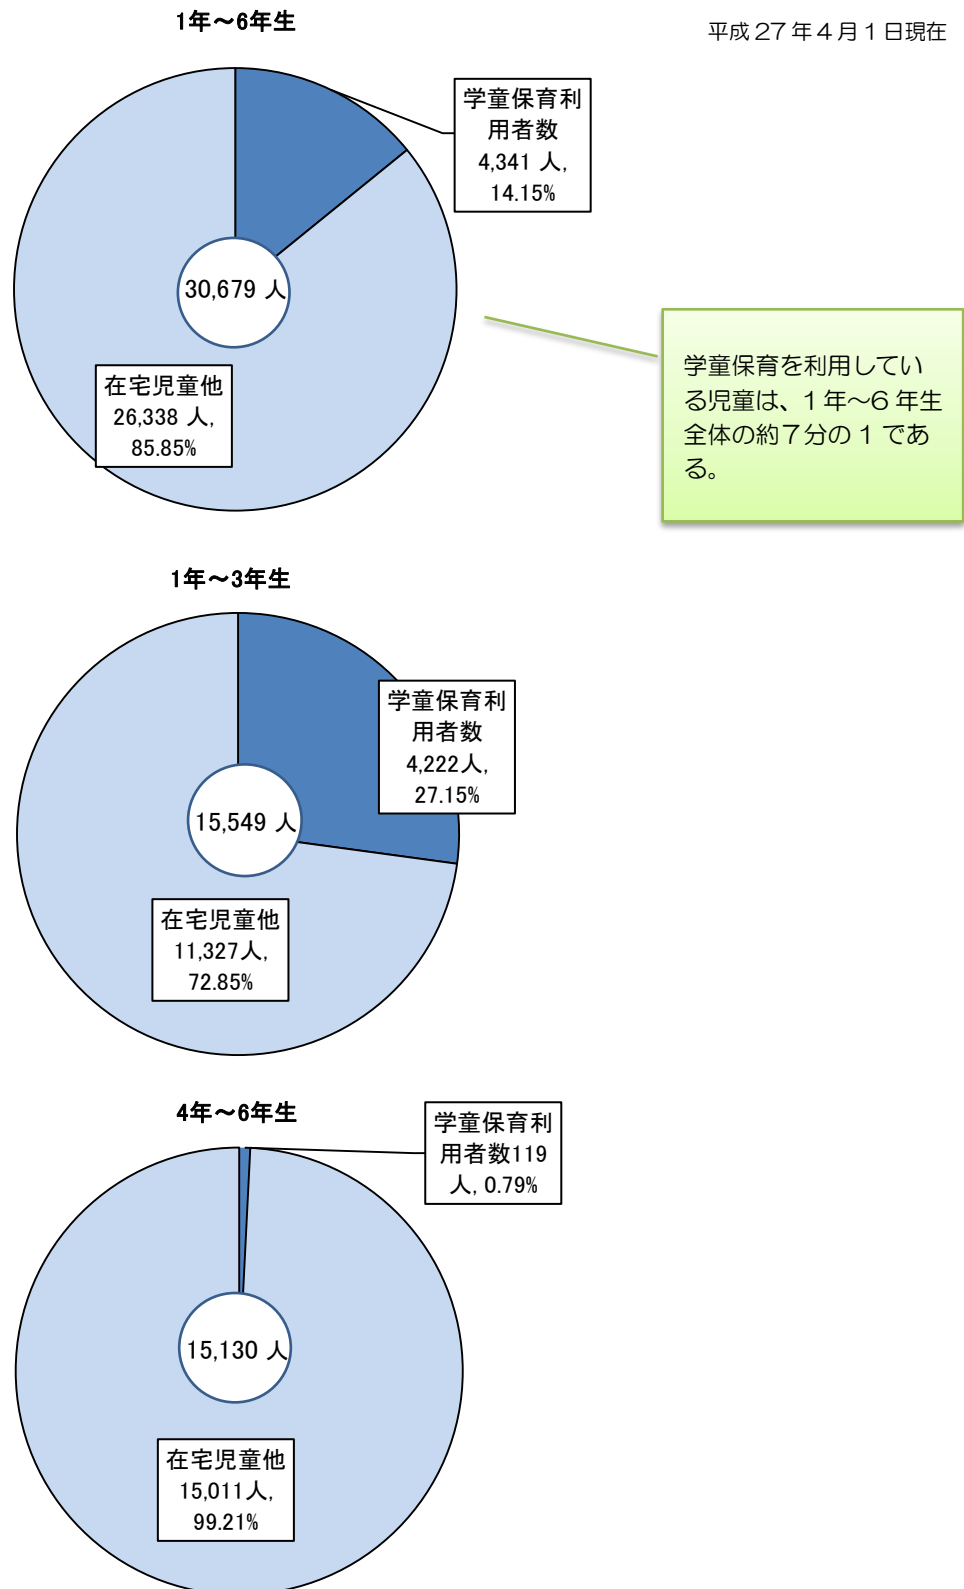 1年～6年生
平成27年4月1日現在
学童保育利
用者数
4,341 人,
14.15%
30,679 人
在宅児童他
26,338 人,
85.85%
学童保育を利用してい
る児童は、1年～6年生
全体の約7分の1であ
る。
1年～3年生
学童保育利
用者数
4,222人,
27.15%
15,549 人
在宅児童他
11,327人,
72.85%
4年～6年生
学童保育利
用者数119
人, 0.79%
15,130 人
在宅児童他
15,011人,
99.21%